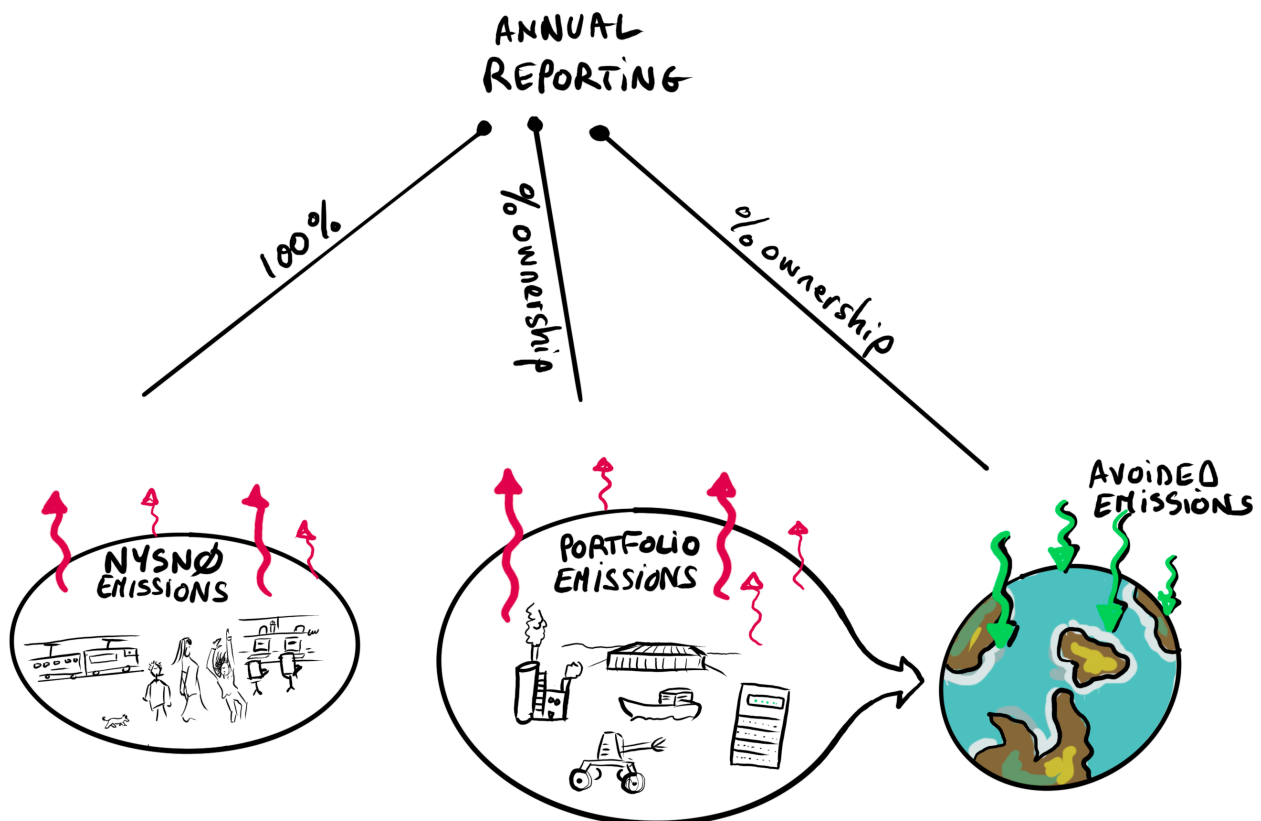 ANNUAL
REPORTING
100%
% ownership
% ownership
AVOIDED
EMISSIONS
NYSNØ
EMISSIONS
PORTFOLIO
EMISSIONS